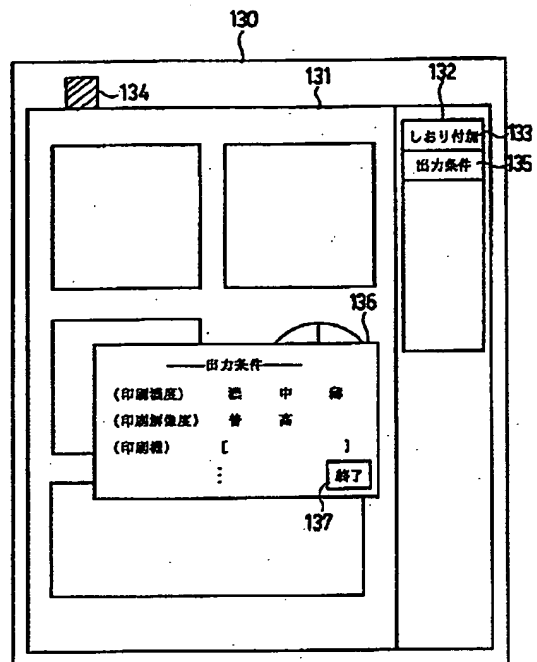 130
134
131
132
しおり付加
133
出力条件
135
136
出力条件
(印刷濃度) 濃 中 薄
(印刷解像度) 普 高
(印刷機) [ ]
⋮
終了
137